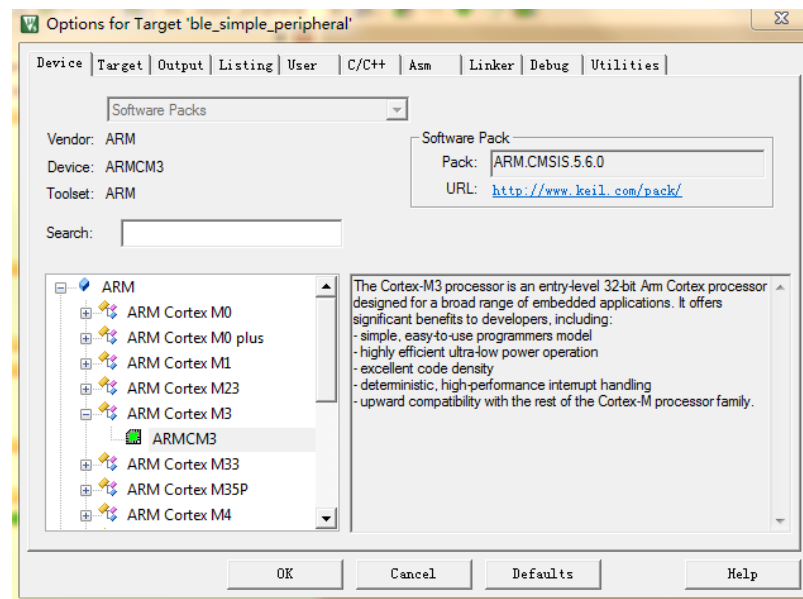 Options for Target 'ble_simple_peripheral'
Device Target Output Listing User C/C++ Asm Linker Debug Utilities
Software Packs
Vendor: ARM
Device: ARMCM3
Toolset: ARM
Search:
Software Pack
Pack: ARM.CMSIS.5.6.0
URL: http://www.keil.com/pack/
ARM
ARM Cortex M0
ARM Cortex M0 plus
ARM Cortex M1
ARM Cortex M23
ARM Cortex M3
ARMCM3
ARM Cortex M33
ARM Cortex M35P
ARM Cortex M4
The Cortex-M3 processor is an entry-level 32-bit Arm Cortex processor
designed for a broad range of embedded applications. It offers
significant benefits to developers, including:
- simple, easy-to-use programmers model
- highly efficient ultra-low power operation
- excellent code density
- deterministic, high-performance interrupt handling
- upward compatibility with the rest of the Cortex-M processor family.
OK Cancel Defaults Help